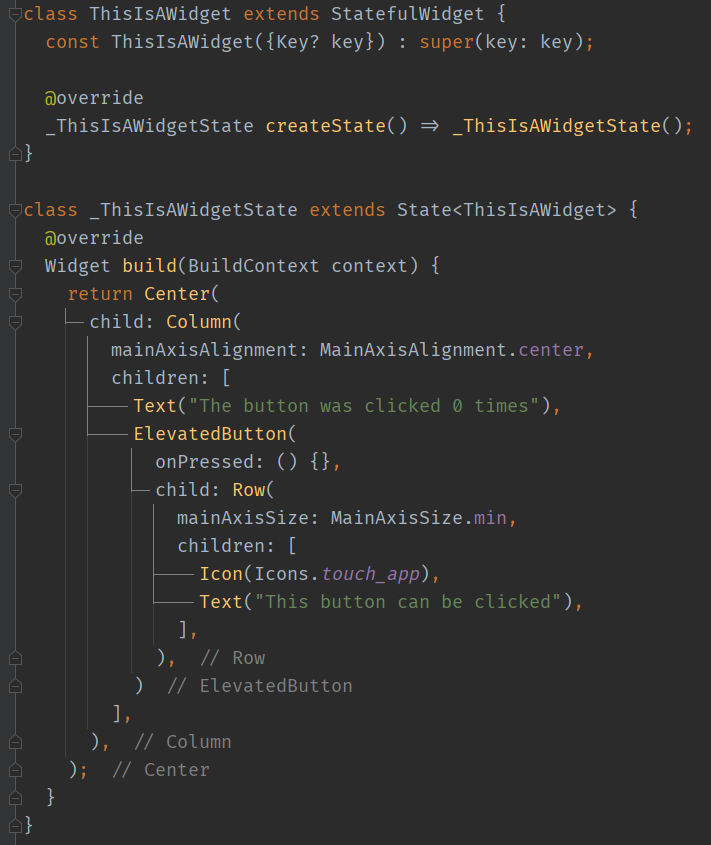 class ThisIsAWidget extends StatefulWidget {
  const ThisIsAWidget({Key? key}) : super(key: key);

  @override
  _ThisIsAWidgetState createState() => _ThisIsAWidgetState();
}

class _ThisIsAWidgetState extends State<ThisIsAWidget> {
  @override
  Widget build(BuildContext context) {
    return Center(
      child: Column(
        mainAxisAlignment: MainAxisAlignment.center,
        children: [
          Text("The button was clicked 0 times"),
          ElevatedButton(
            onPressed: () {},
            child: Row(
              mainAxisSize: MainAxisSize.min,
              children: [
                Icon(Icons.touch_app),
                Text("This button can be clicked"),
              ],
            ),  // Row
          )  // ElevatedButton
        ],
      ),  // Column
    );  // Center
  }
}